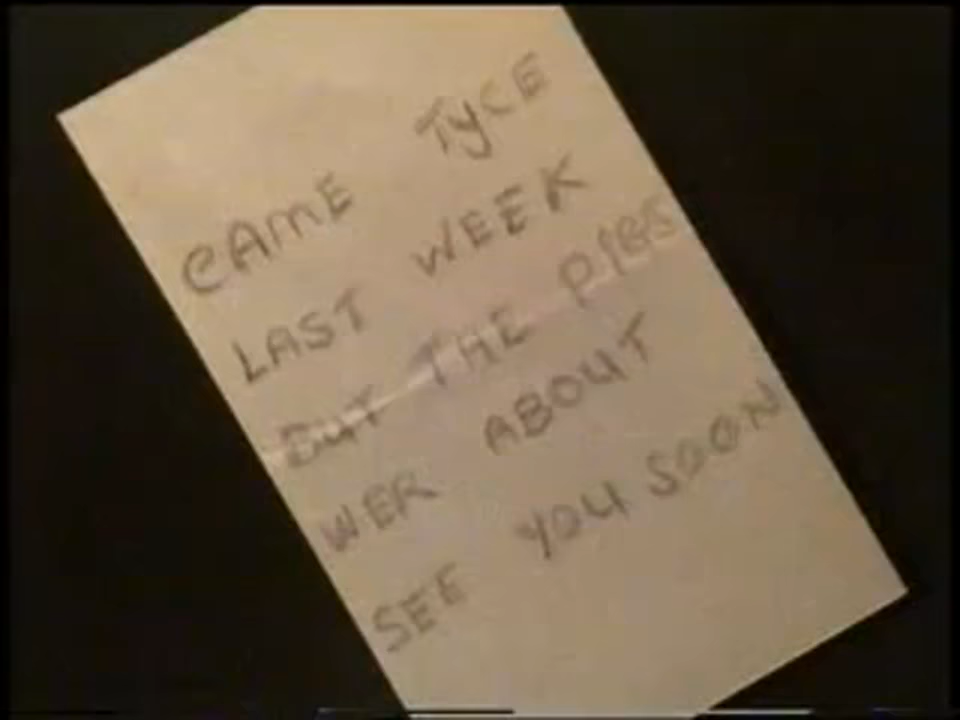 CAME TYCE
LAST WEEK
BUT THE PIGS
WER ABOUT
SEE YOU SOON